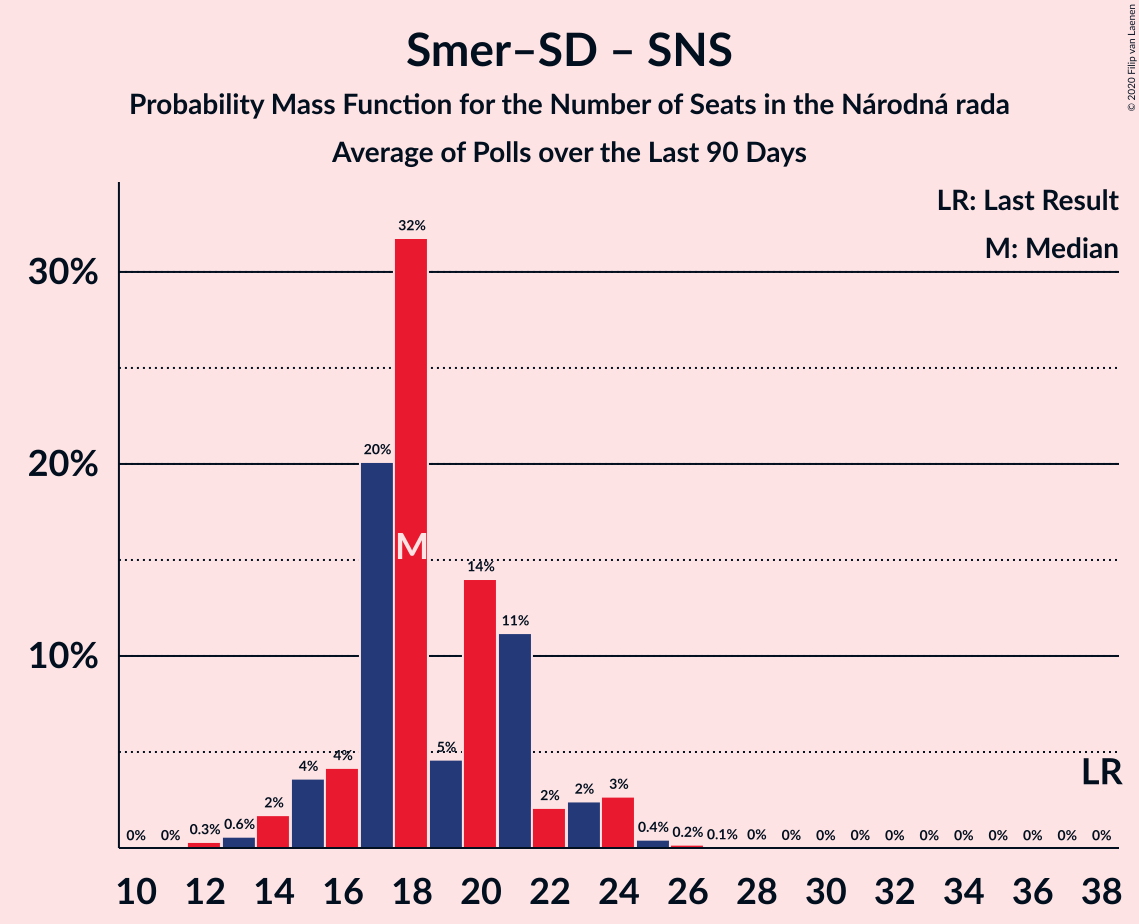 Smer–SD – SNS
Probability Mass Function for the Number of Seats in the Národná rada
Average of Polls over the Last 90 Days
© 2020 Filip van Laenen
LR: Last Result
M: Median
30%
20%
10%
0% 0% 0.3% 0.6% 2% 4% 4% 20% 32% 5% 14% 11% 2% 2% 3% 0.4% 0.2% 0.1% 0% 0% 0% 0% 0% 0% 0% 0% 0% 0% 0%
M
LR
10 12 14 16 18 20 22 24 26 28 30 32 34 36 38